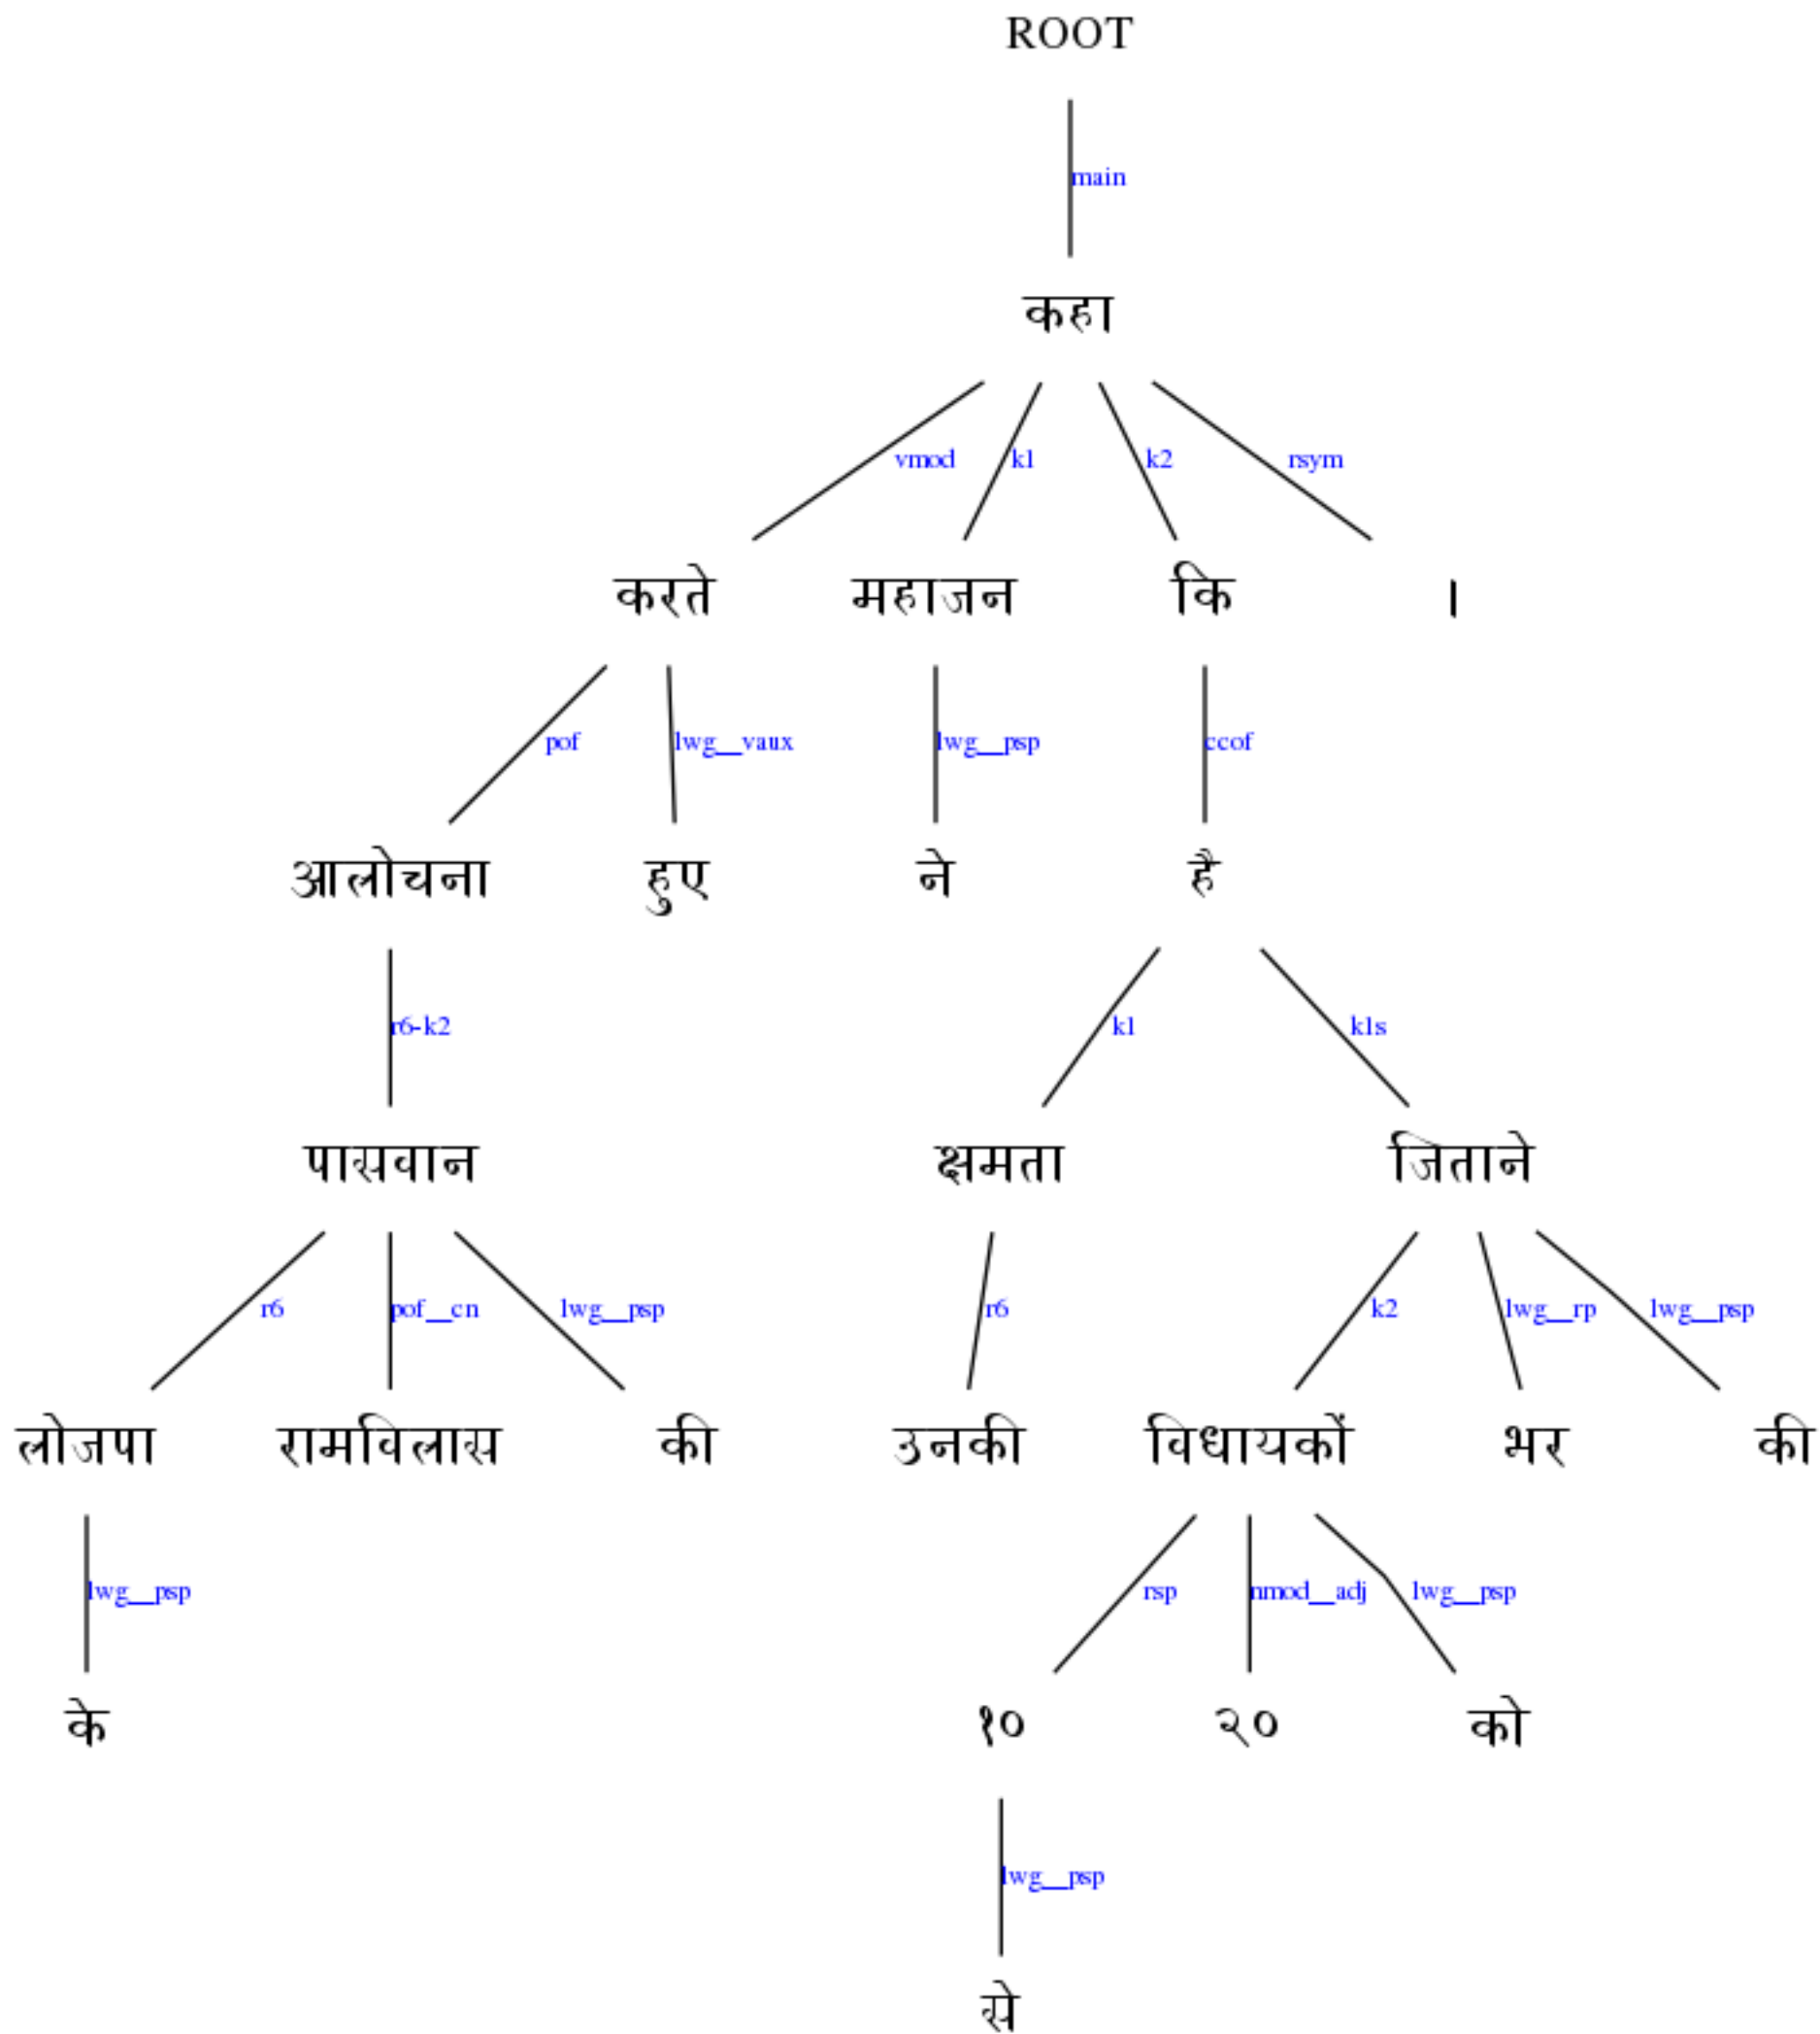 ROOT
main
कहा
vmod k1 k2 rsym
करते महाजन कि ।
pof lwg__vaux lwg__psp ccof
आलोचना हुए ने है
r6-k2 k1 k1s
पासवान क्षमता जिताने
r6 pof__cn lwg__psp r6 k2 lwg__rp lwg__psp
लोजपा रामविलास की उनकी विधायकों भर की
lwg__psp rsp nmod__adj lwg__psp
के १० २० को
lwg__psp
से